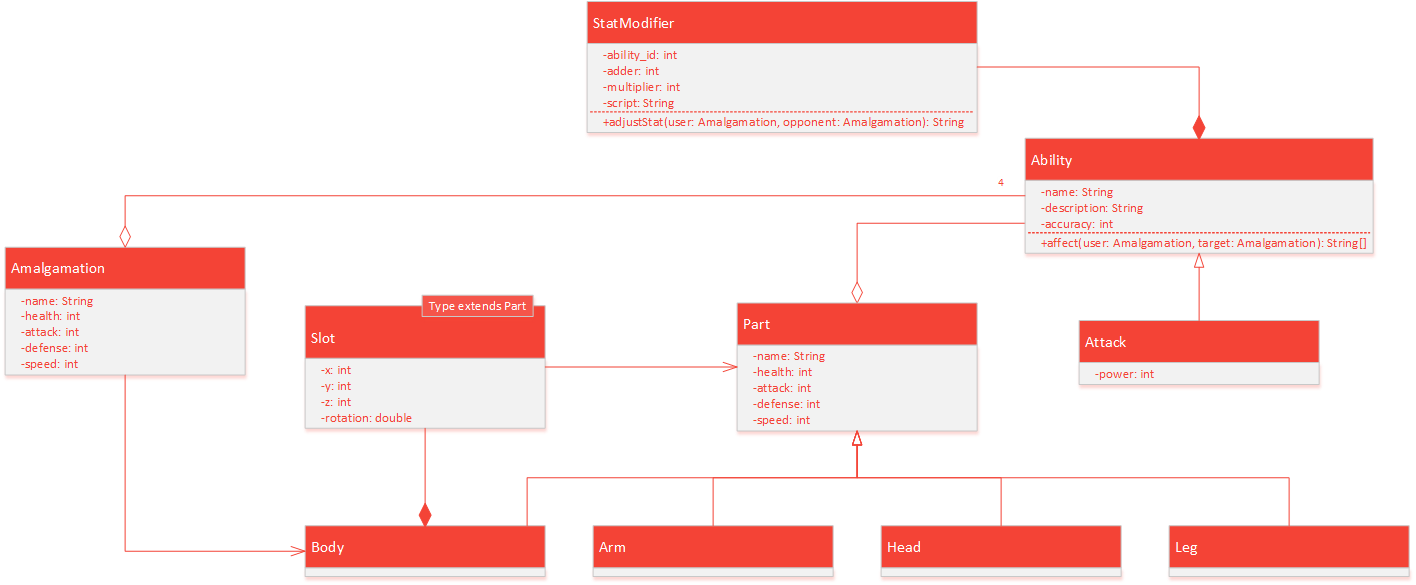 StatModifier
-ability_id: int
-adder: int
-multiplier: int
-script: String
+adjustStat(user: Amalgamation, opponent: Amalgamation): String
Ability
4
-name: String
-description: String
-accuracy: int
+affect(user: Amalgamation, target: Amalgamation): String[]
Amalgamation
-name: String
-health: int
-attack: int
-defense: int
-speed: int
Type extends Part
Slot
-x: int
-y: int
-z: int
-rotation: double
Part
-name: String
-health: int
-attack: int
-defense: int
-speed: int
Attack
-power: int
Body
Arm
Head
Leg